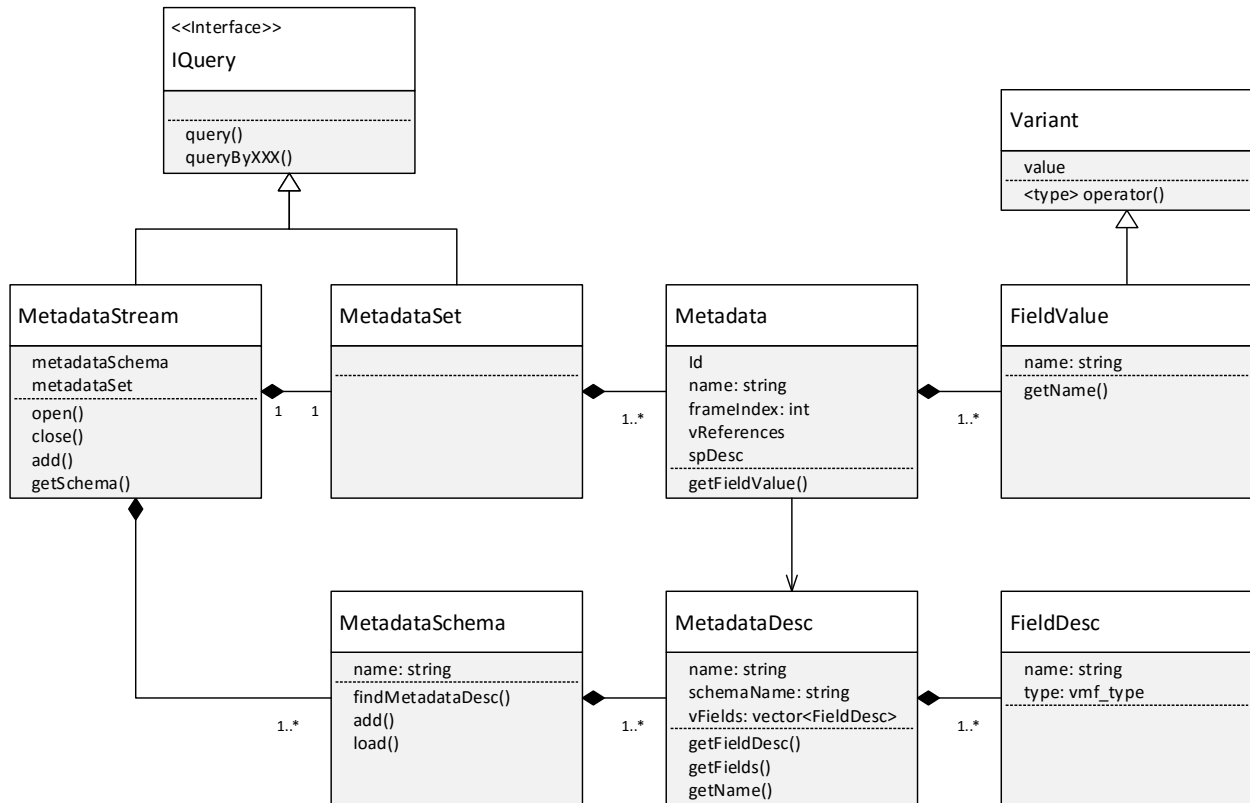 <<Interface>>
IQuery
query()
queryByXXX()
Variant
value
<type> operator()
MetadataStream
metadataSchema
metadataSet
open()
close()
add()
getSchema()
1
1
MetadataSet
1..*
Metadata
Id
name: string
frameIndex: int
vReferences
spDesc
getFieldValue()
1..*
FieldValue
name: string
getName()
1..*
MetadataSchema
name: string
findMetadataDesc()
add()
load()
1..*
MetadataDesc
name: string
schemaName: string
vFields: vector<FieldDesc>
getFieldDesc()
getFields()
getName()
1..*
FieldDesc
name: string
type: vmf_type